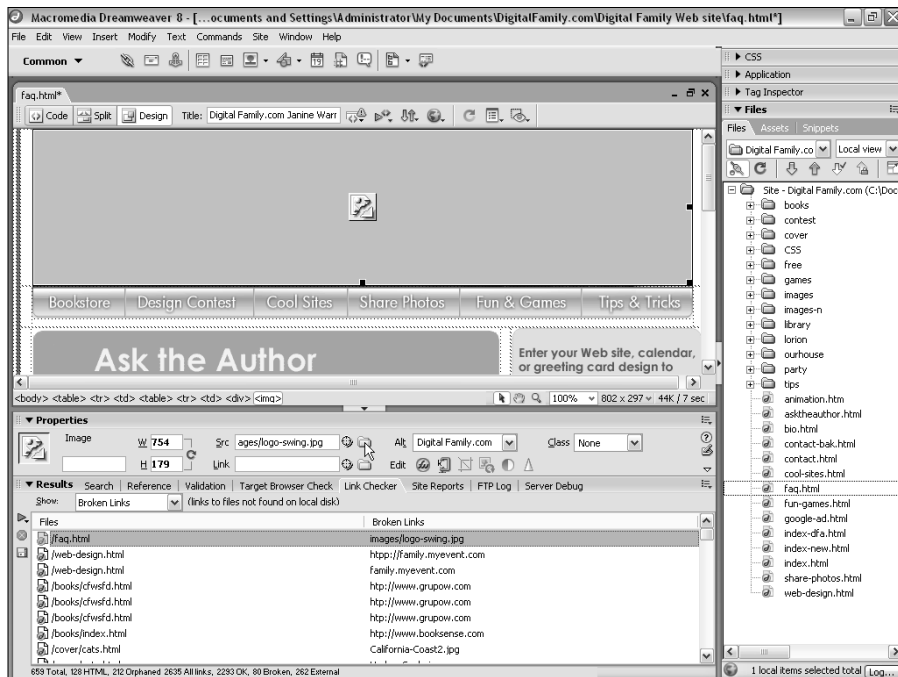 Macromedia Dreamweaver 8 - [...ocuments and Settings\Administrator\My Documents\DigitalFamily.com\Digital Family Web site\faq.html*]
File Edit View Insert Modify Text Commands Site Window Help
Common
faq.html*
Code Split Design Title: Digital Family.com Janine Warr
Bookstore Design Contest Cool Sites Share Photos Fun & Games Tips & Tricks
Ask the Author
Enter your Web site, calendar,
or greeting card design to
<body> <table> <tr> <td> <table> <tr> <td> <div> <img> 100% 802 x 297 44K / 7 sec
Properties
Image W 754 Src ages/logo-swing.jpg Alt Digital Family.com Class None
H 179 Link Edit
Results Search Reference Validation Target Browser Check Link Checker Site Reports FTP Log Server Debug
Show: Broken Links (links to files not found on local disk)
Files Broken Links
/faq.html images/logo-swing.jpg
/web-design.html htpp://family.myevent.com
/web-design.html family.myevent.com
/books/cfwsfd.html htp://www.grupow.com
/books/cfwsfd.html htp://www.grupow.com
/books/cfwsfd.html htp://www.grupow.com
/books/index.html htp://www.booksense.com
/cover/cats.html California-Coast2.jpg
659 Total, 128 HTML, 212 Orphaned 2635 All links, 2293 OK, 80 Broken, 262 External
CSS
Application
Tag Inspector
Files
Files Assets Snippets
Digital Family.co Local view
Site - Digital Family.com (C:\Doc
books
contest
cover
CSS
free
games
images
images-n
library
lorion
ourhouse
party
tips
animation.htm
asktheauthor.html
bio.html
contact-bak.html
contact.html
cool-sites.html
faq.html
fun-games.html
google-ad.html
index-dfa.html
index-new.html
index.html
share-photos.html
web-design.html
1 local items selected total Log...